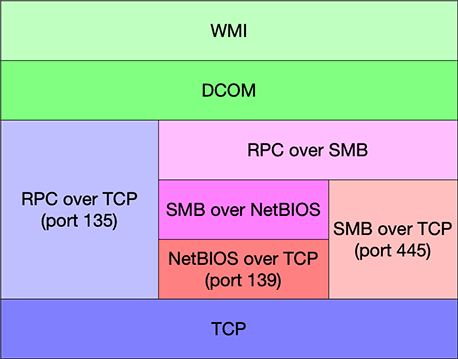 WMI
DCOM
RPC over TCP
(port 135)
RPC over SMB
SMB over NetBIOS
NetBIOS over TCP
(port 139)
SMB over TCP
(port 445)
TCP